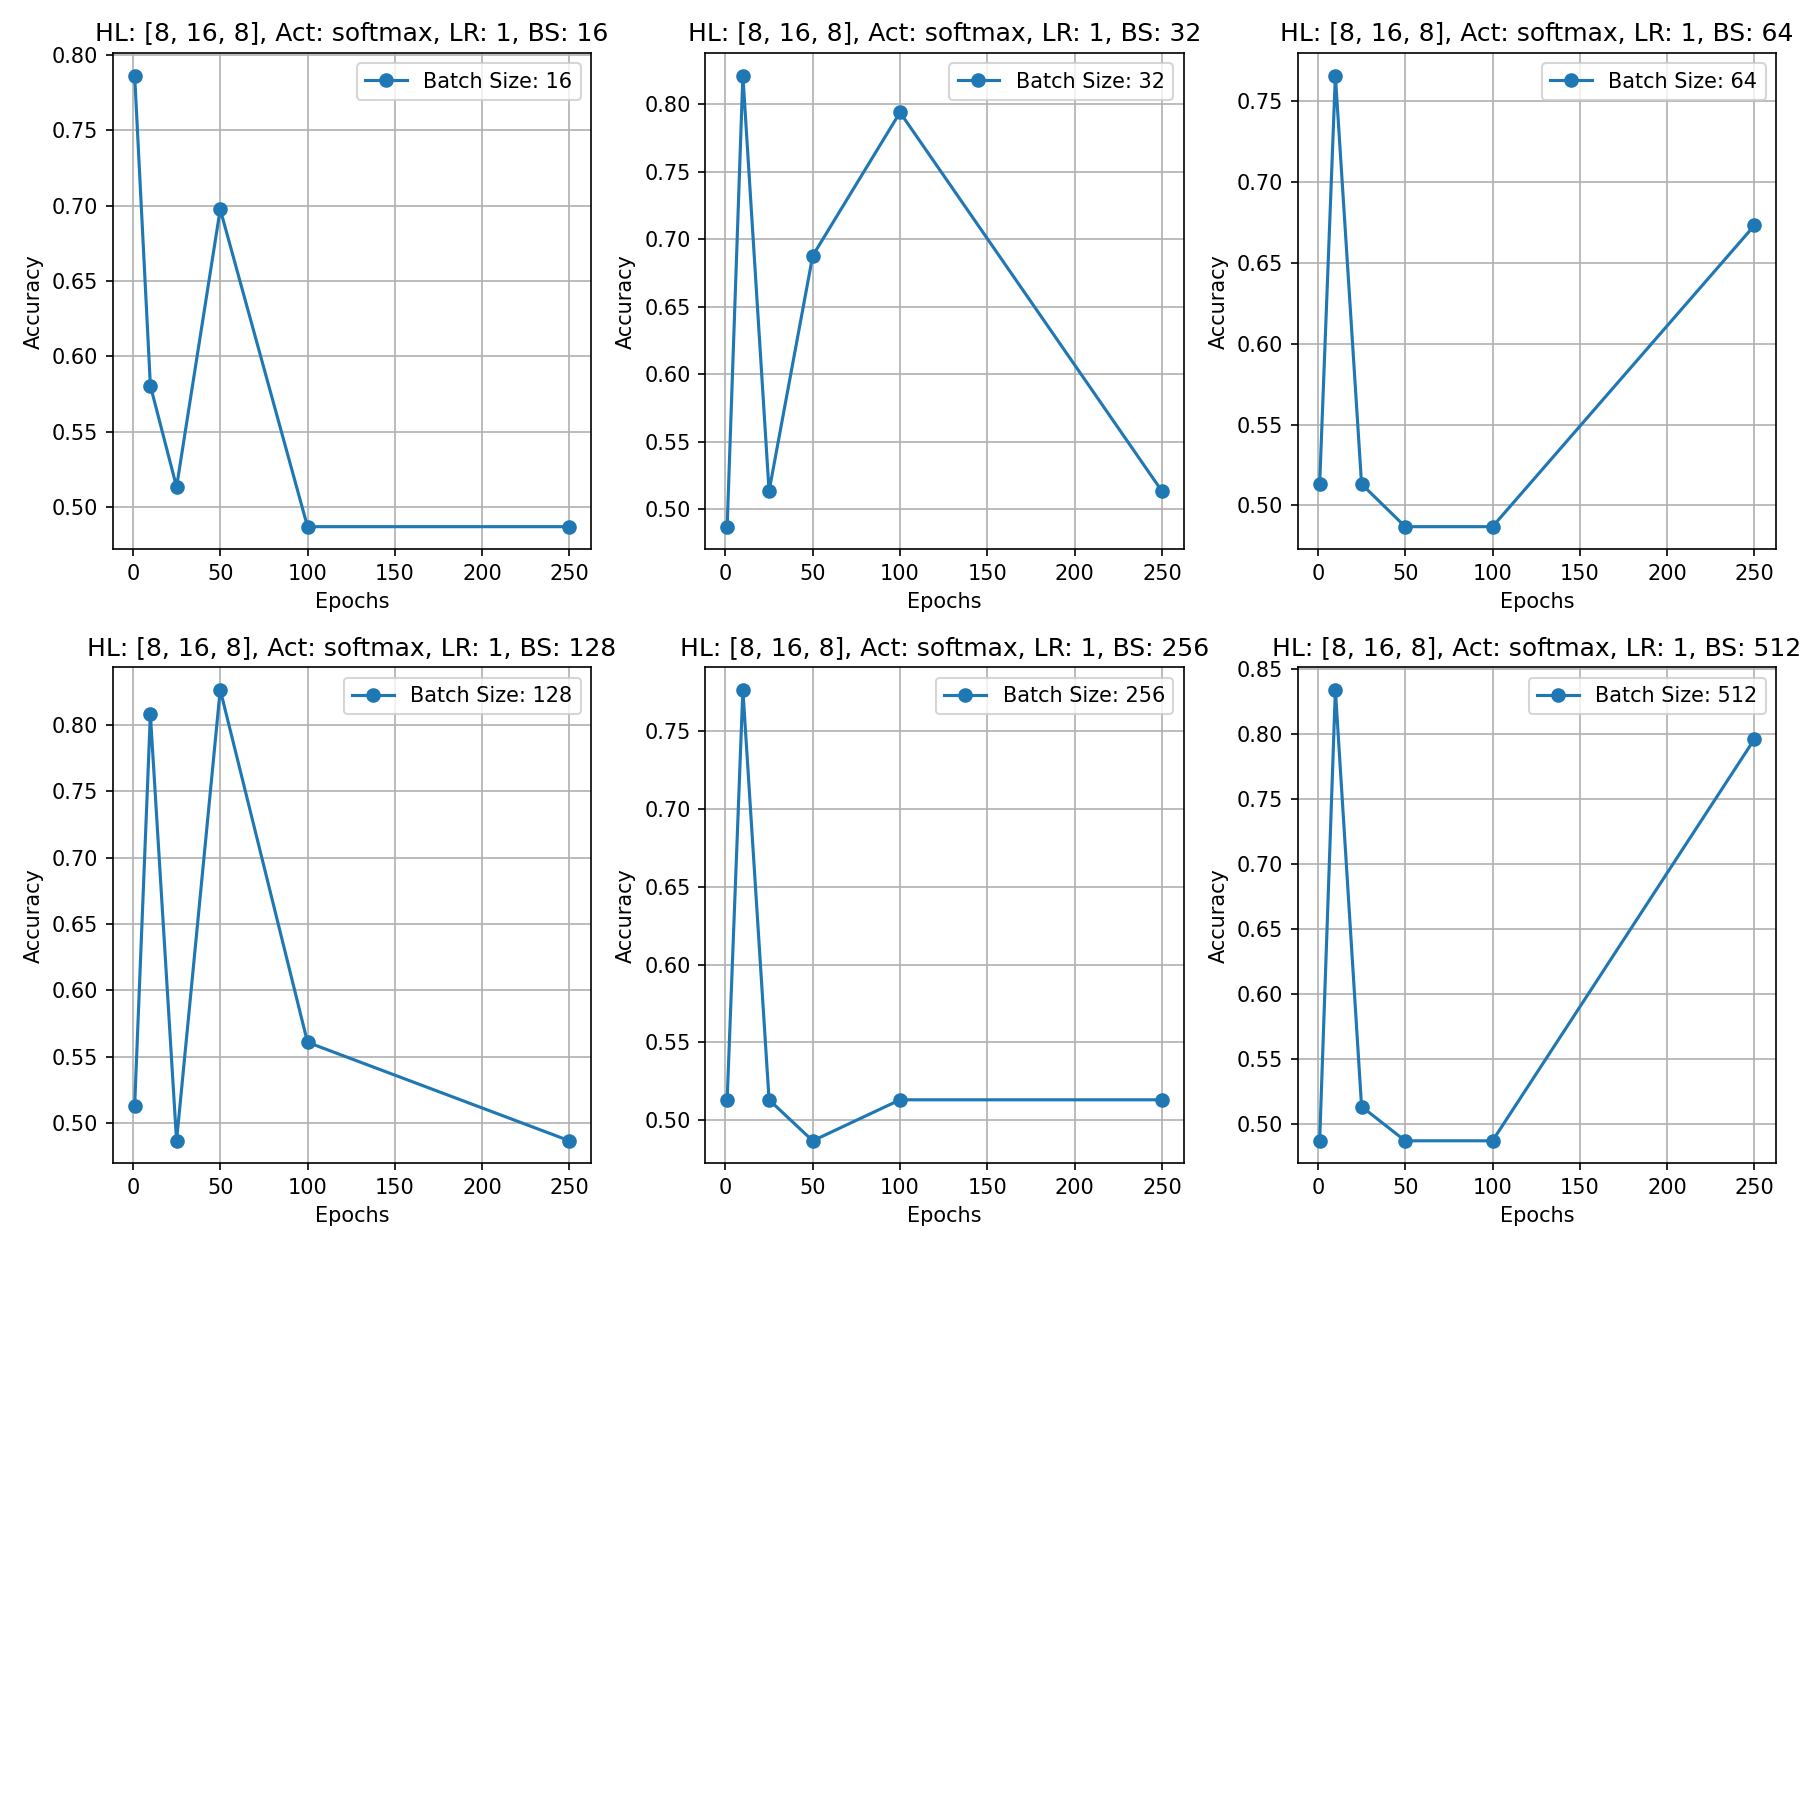 HL: [8, 16, 8], Act: softmax, LR: 1, BS: 16
Batch Size: 16
0.80
0.75
0.70
0.65
0.60
0.55
0.50
Accuracy
0 50 100 150 200 250
Epochs
HL: [8, 16, 8], Act: softmax, LR: 1, BS: 32
Batch Size: 32
0.80
0.75
0.70
0.65
0.60
0.55
0.50
Accuracy
0 50 100 150 200 250
Epochs
HL: [8, 16, 8], Act: softmax, LR: 1, BS: 64
Batch Size: 64
0.75
0.70
0.65
0.60
0.55
0.50
Accuracy
0 50 100 150 200 250
Epochs
HL: [8, 16, 8], Act: softmax, LR: 1, BS: 128
Batch Size: 128
0.80
0.75
0.70
0.65
0.60
0.55
0.50
Accuracy
0 50 100 150 200 250
Epochs
HL: [8, 16, 8], Act: softmax, LR: 1, BS: 256
Batch Size: 256
0.75
0.70
0.65
0.60
0.55
0.50
Accuracy
0 50 100 150 200 250
Epochs
HL: [8, 16, 8], Act: softmax, LR: 1, BS: 512
Batch Size: 512
0.85
0.80
0.75
0.70
0.65
0.60
0.55
0.50
Accuracy
0 50 100 150 200 250
Epochs